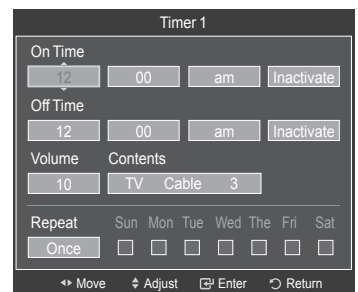 Timer 1
On Time
12 00 am Inactivate
Off Time
12 00 am Inactivate
Volume Contents
10 TV Cable 3
Repeat Sun Mon Tue Wed The Fri Sat
Once
Move Adjust Enter Return